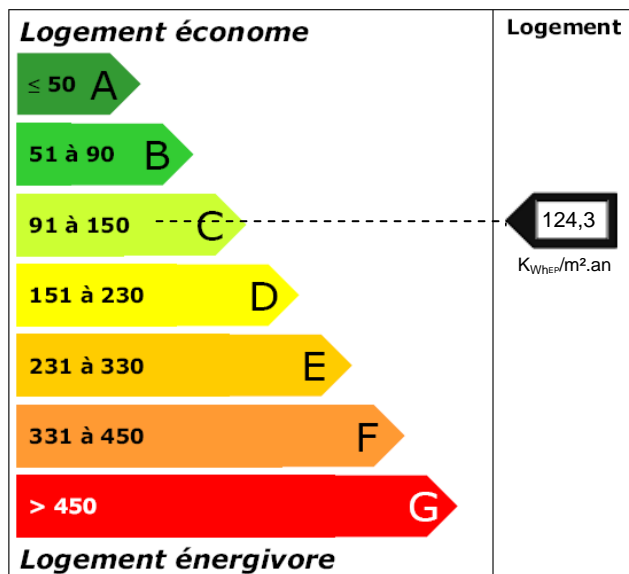 Logement économe
Logement
≤ 50 A
51 à 90 B
91 à 150 C
124,3
KWhEP/m².an
151 à 230 D
231 à 330 E
331 à 450 F
> 450 G
Logement énergivore